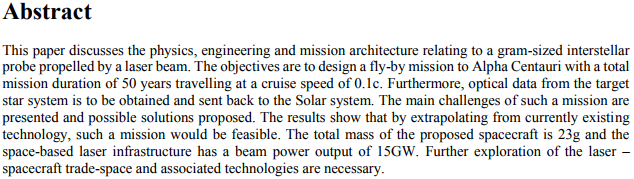 Abstract
This paper discusses the physics, engineering and mission architecture relating to a gram-sized interstellar
probe propelled by a laser beam. The objectives are to design a fly-by mission to Alpha Centauri with a total
mission duration of 50 years travelling at a cruise speed of 0.1c. Furthermore, optical data from the target
star system is to be obtained and sent back to the Solar system. The main challenges of such a mission are
presented and possible solutions proposed. The results show that by extrapolating from currently existing
technology, such a mission would be feasible. The total mass of the proposed spacecraft is 23g and the
space-based laser infrastructure has a beam power output of 15GW. Further exploration of the laser –
spacecraft trade-space and associated technologies are necessary.